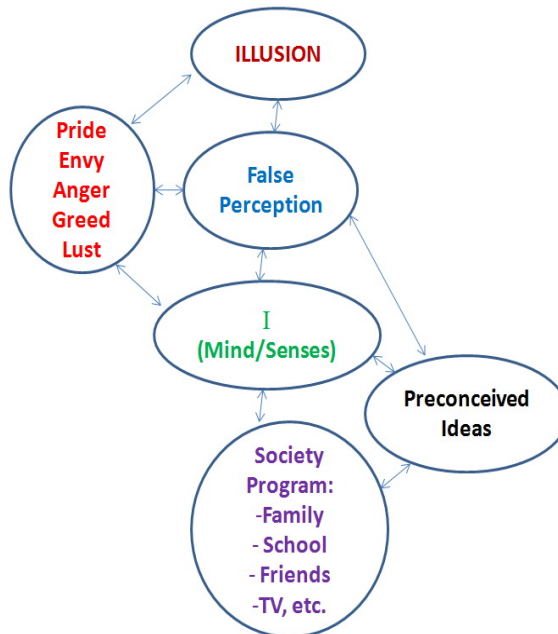 ILLUSION
Pride
Envy
Anger
Greed
Lust
False
Perception
I
(Mind/Senses)
Preconceived
Ideas
Society
Program:
-Family
- School
- Friends
-TV, etc.